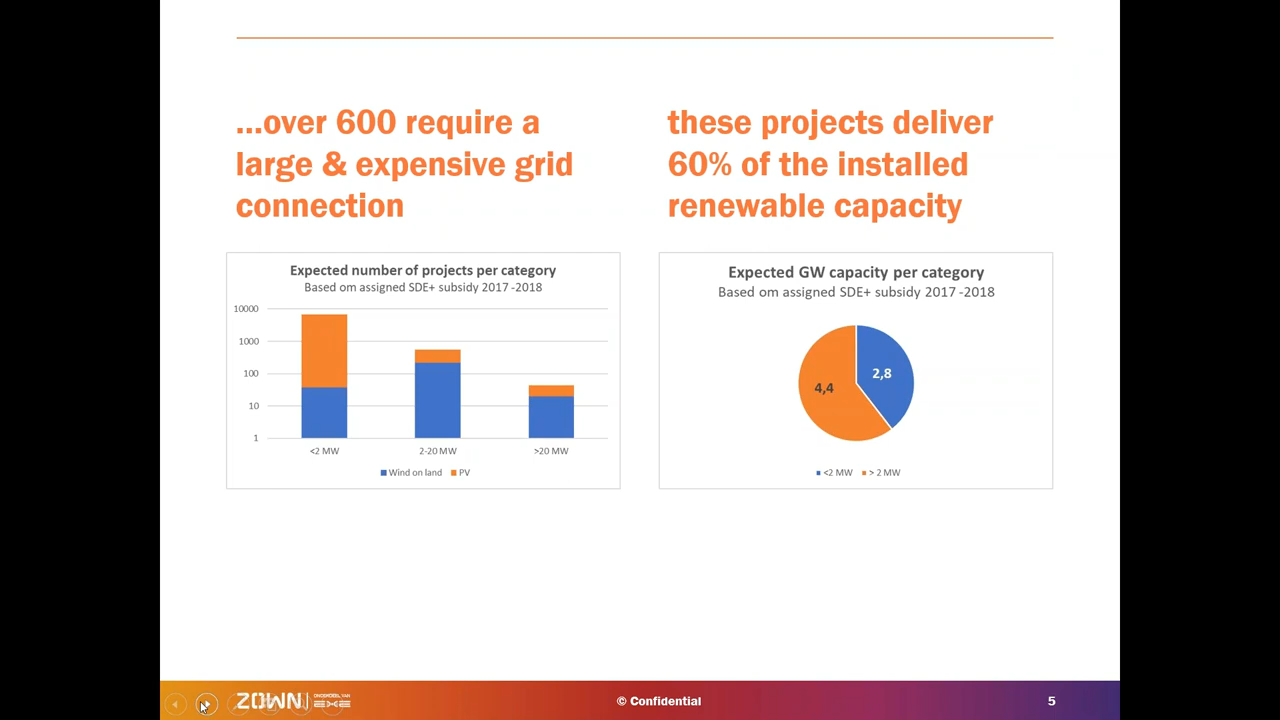 ...over 600 require a
large & expensive grid
connection
these projects deliver
60% of the installed
renewable capacity
Expected number of projects per category
Based om assigned SDE+ subsidy 2017 -2018
10000
1000
100
10
1
<2 MW
2-20 MW
>20 MW
Wind on land
PV
Expected GW capacity per category
Based om assigned SDE+ subsidy 2017 -2018
2,8
4,4
<2 MW
> 2 MW
© Confidential
5